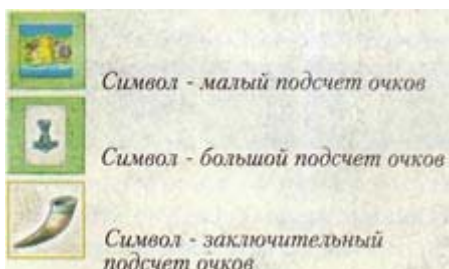 Символ - малый подсчет очков
Символ - большой подсчет очков
Символ - заключительный
подсчет очков